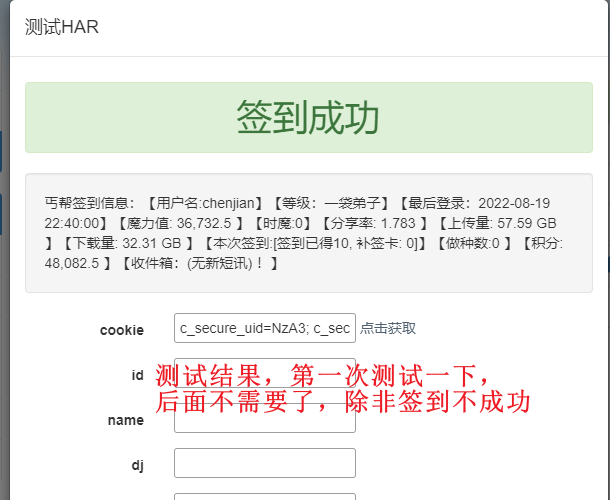 测试HAR
签到成功
丐帮签到信息：【用户名:chenjian】【等级：一袋弟子】【最后登录：2022-08-19
22:40:00】【魔力值: 36,732.5 】【时魔:0】【分享率: 1.783 】【上传量: 57.59 GB
】【下载量: 32.31 GB 】【本次签到:[签到已得10, 补签卡: 0]】【做种数:0 】【积分:
48,082.5 】【收件箱：(无新短讯)！】
cookie c_secure_uid=NzA3; c_sec 点击获取
id
测试结果，第一次测试一下，
后面不需要了，除非签到不成功
name
dj